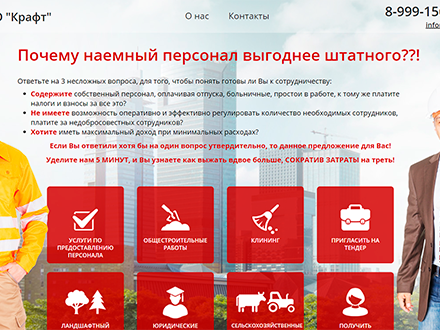 О "Крафт"
О нас
Контакты
8-999-15
info
Почему наемный персонал выгоднее штатного??!
Ответьте на 3 несложных вопроса, для того, чтобы понять готовы ли Вы к сотрудничеству:
Содержите собственный персонал, оплачивая отпуска, больничные, простои в работе, к тому же платите
налоги и взносы за все это?
Не имеете возможность оперативно и эффективно регулировать количество необходимых сотрудников,
платите за недобросовестных сотрудников?
Хотите иметь максимальный доход при минимальных расходах?
Если Вы ответили хотя бы на один вопрос утвердительно, то данное предложение для Вас!
Уделите нам 5 МИНУТ, и Вы узнаете как выжать вдвое больше, СОКРАТИВ ЗАТРАТЫ на треть!
УСЛУГИ ПО
ПРЕДОСТАВЛЕНИЮ
ПЕРСОНАЛА
ОБЩЕСТРОИТЕЛЬНЫЕ
РАБОТЫ
КЛИНИНГ
ПРИГЛАСИТЬ НА
ТЕНДЕР
ЛАНДШАФТНЫЙ
ЮРИДИЧЕСКИЕ
СЕЛЬСКОХОЗЯЙСТВЕННЫЕ
ПОЛУЧИТЬ